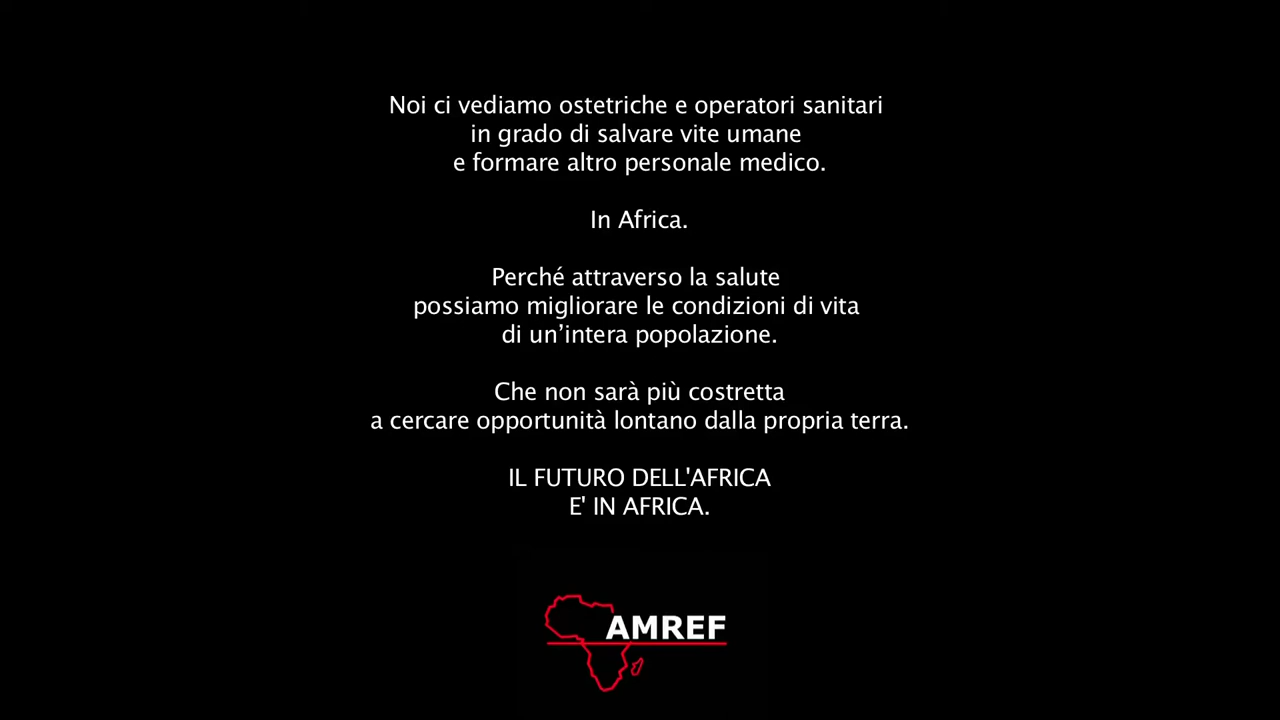 Noi ci vediamo ostetriche e operatori sanitari
in grado di salvare vite umane
e formare altro personale medico.
In Africa.
Perché attraverso la salute
possiamo migliorare le condizioni di vita
di un’intera popolazione.
Che non sarà più costretta
a cercare opportunità lontano dalla propria terra.
IL FUTURO DELL'AFRICA
E' IN AFRICA.
AMREF